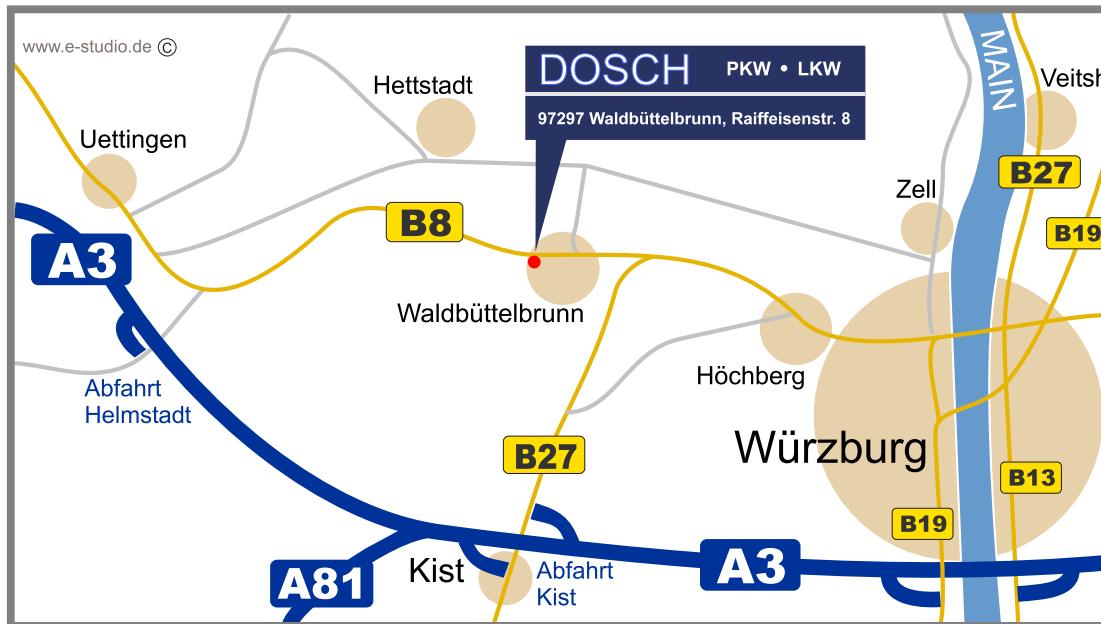 www.e-studio.de ©
DOSCH PKW • LKW
97297 Waldbüttelbrunn, Raiffeisenstr. 8
MAIN
Hettstadt
Veitsh
Uettingen
B27
Zell
B8
B19
A3
Waldbüttelbrunn
Höchberg
Abfahrt
Helmstadt
Würzburg
B27
B13
B19
A3
Kist
Abfahrt
Kist
A81